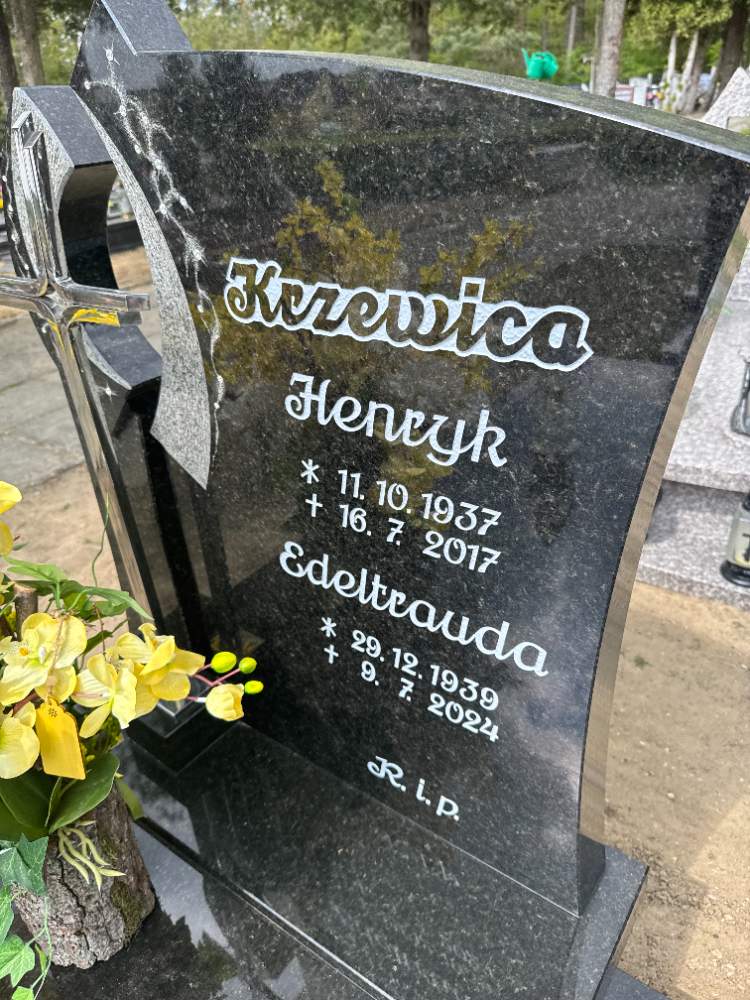 Krzewica
Henryk
* 11. 10. 1937
+ 16. 7. 2017
Edeltrauda
* 29. 12. 1939
+ 9. 7. 2024
R. i. p.